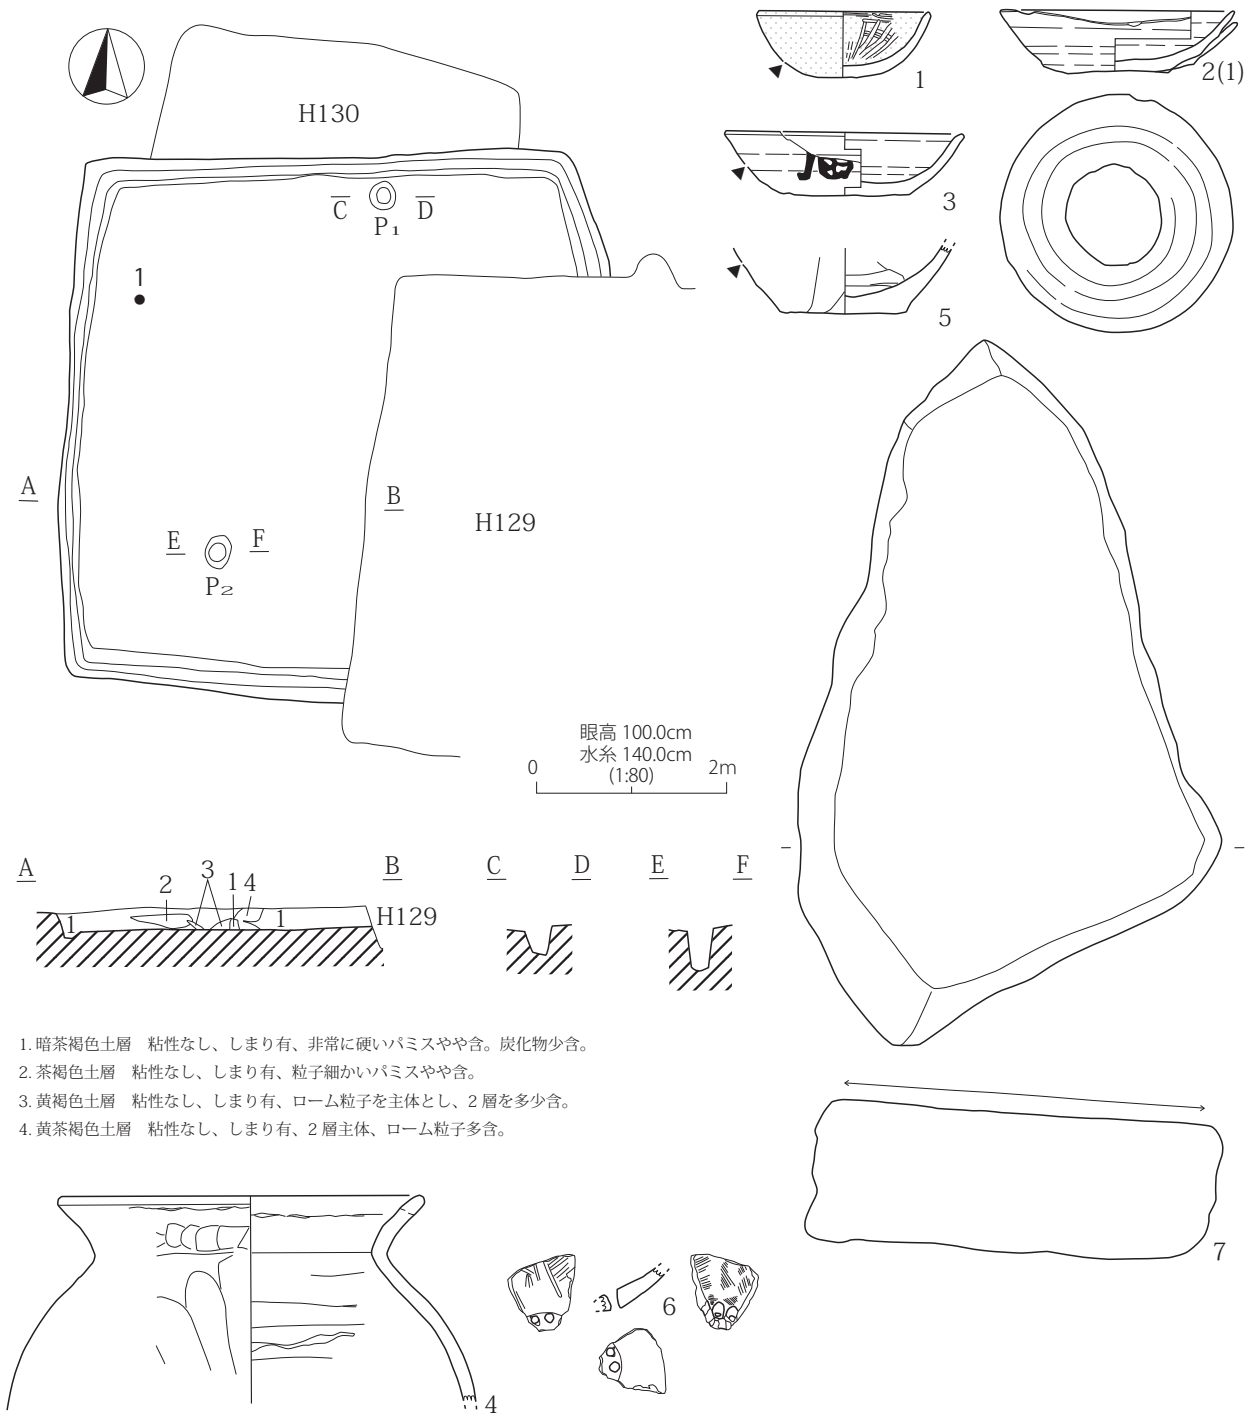 H130
C
D
P1
1
A
B
E
F
P2
H129
眼高 100.0cm
水糸 140.0cm
(1:80)
0
2m
A
B
C
D
E
F
2
3
1
4
1
1
H129
1. 暗茶褐色土層　粘性なし、しまり有、非常に硬いパミスやや含。炭化物少含。
2. 茶褐色土層　粘性なし、しまり有、粒子細かいパミスやや含。
3. 黄褐色土層　粘性なし、しまり有、ローム粒子を主体とし、2 層を多少含。
4. 黄茶褐色土層　粘性なし、しまり有、2 層主体、ローム粒子多含。
1
2(1)
3
5
7
4
6